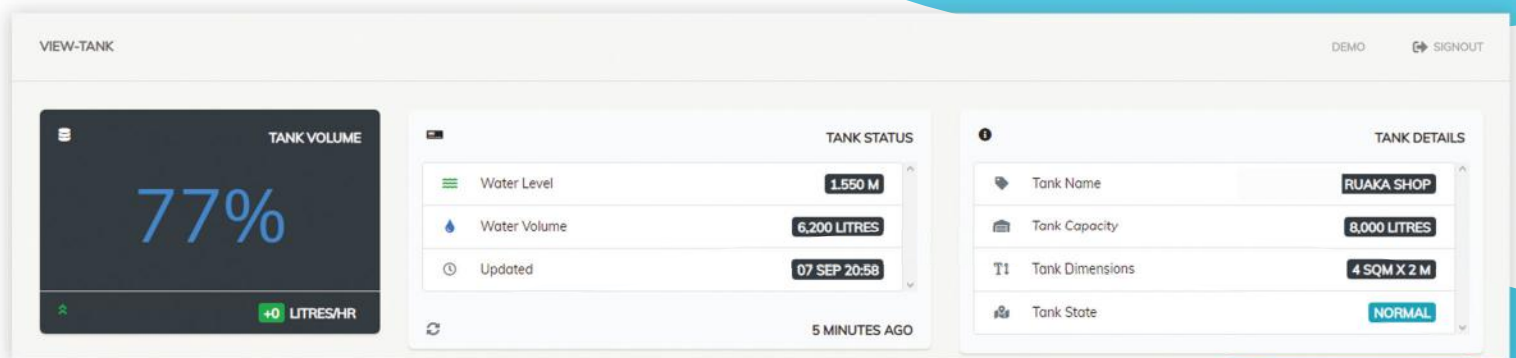 VIEW-TANK
DEMO
SIGNOUT
TANK VOLUME
77%
+0 LITRES/HR
TANK STATUS
Water Level 1.550 M
Water Volume 6,200 LITRES
Updated 07 SEP 20:58
5 MINUTES AGO
TANK DETAILS
Tank Name RUAKA SHOP
Tank Capacity 8,000 LITRES
Tank Dimensions 4 SQM X 2 M
Tank State NORMAL